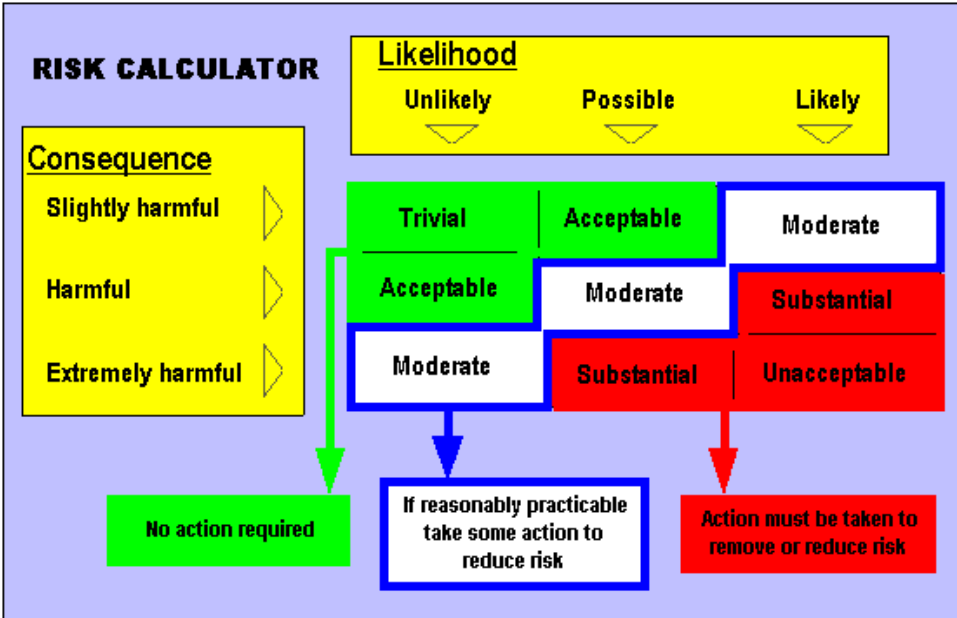 RISK CALCULATOR
Likelihood
Unlikely Possible Likely
Consequence
Slightly harmful
Harmful
Extremely harmful
Trivial Acceptable Moderate
Acceptable Moderate Substantial
Moderate Substantial Unacceptable
No action required
If reasonably practicable
take some action to
reduce risk
Action must be taken to
remove or reduce risk